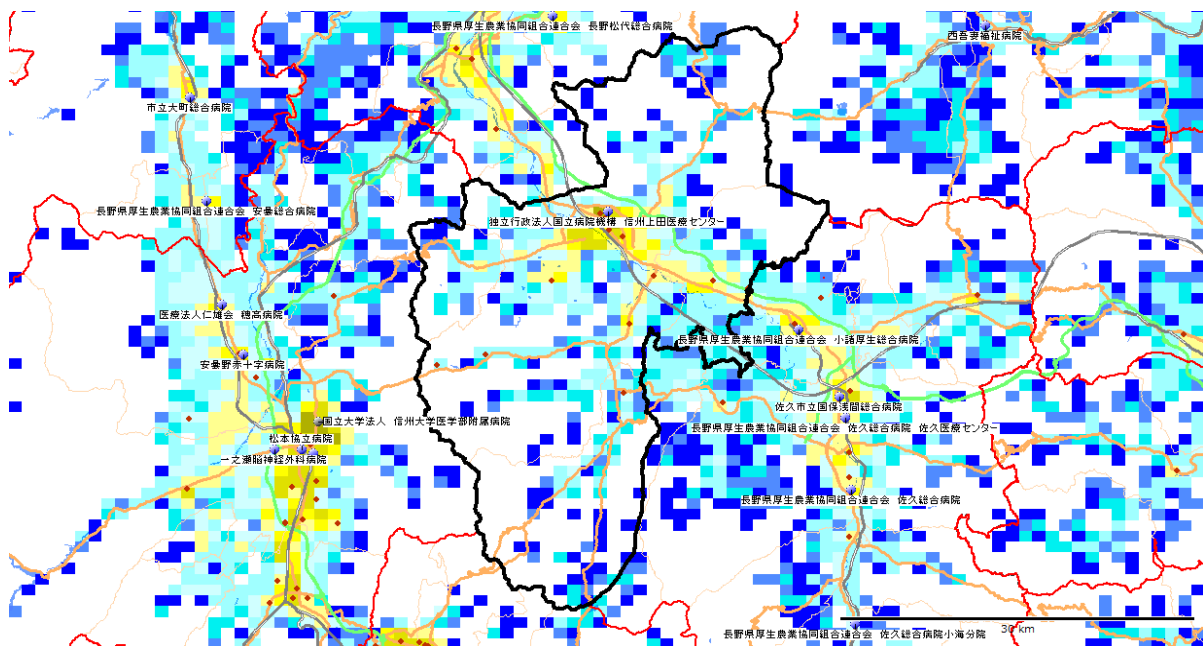 長野県厚生農業協同組合連合会 長野松代総合病院
西吾妻福祉病院
市立大町総合病院
長野県厚生農業協同組合連合会 安曇総合病院
独立行政法人国立病院機構 信州上田医療センター
医療法人仁雄会 穂高病院
長野県厚生農業協同組合連合会 小諸厚生総合病院
安曇野赤十字病院
佐久市立国保浅間総合病院
国立大学法人 信州大学医学部附属病院
長野県厚生農業協同組合連合会 佐久総合病院 佐久医療センター
松本協立病院
一之瀬脳神経外科病院
長野県厚生農業協同組合連合会 佐久総合病院
30 km
長野県厚生農業協同組合連合会 佐久総合病院小海分院